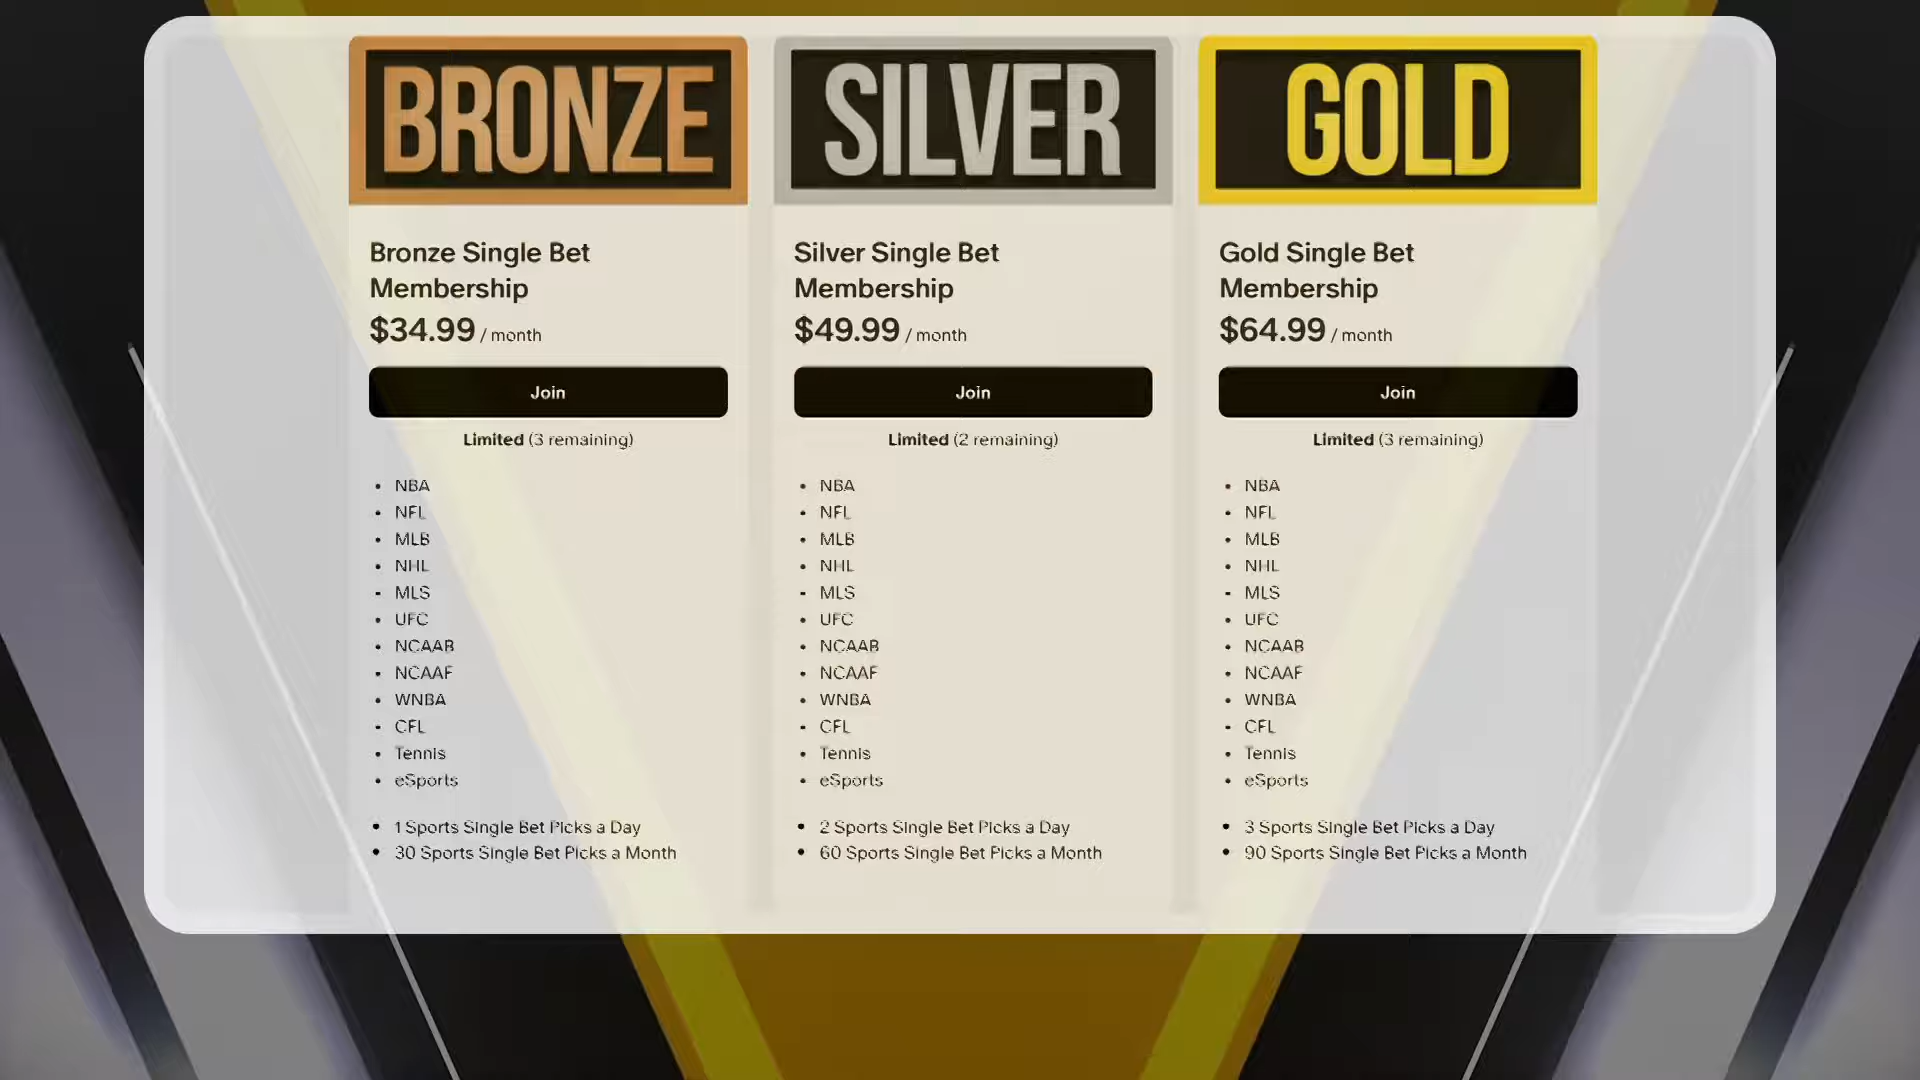 BRONZE
Bronze Single Bet
Membership
$34.99 / month
Join
Limited (3 remaining)
• NBA
• NFL
• MLB
• NHL
• MLS
• UFC
• NCAAB
• NCAAF
• WNBA
• CFL
• Tennis
• eSports
• 1 Sports Single Bet Picks a Day
• 30 Sports Single Bet Picks a Month
SILVER
Silver Single Bet
Membership
$49.99 / month
Join
Limited (2 remaining)
• NBA
• NFL
• MLB
• NHL
• MLS
• UFC
• NCAAB
• NCAAF
• WNBA
• CFL
• Tennis
• eSports
• 2 Sports Single Bet Picks a Day
• 60 Sports Single Bet Picks a Month
GOLD
Gold Single Bet
Membership
$64.99 / month
Join
Limited (3 remaining)
• NBA
• NFL
• MLB
• NHL
• MLS
• UFC
• NCAAB
• NCAAF
• WNBA
• CFL
• Tennis
• eSports
• 3 Sports Single Bet Picks a Day
• 90 Sports Single Bet Picks a Month